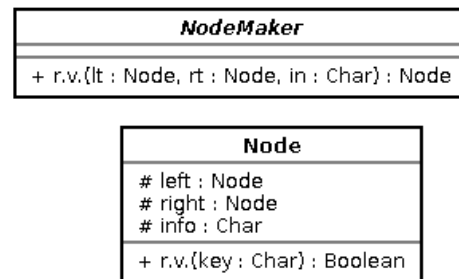 NodeMaker
+ r.v.(lt : Node, rt : Node, in : Char) : Node
Node
# left : Node
# right : Node
# info : Char
+ r.v.(key : Char) : Boolean